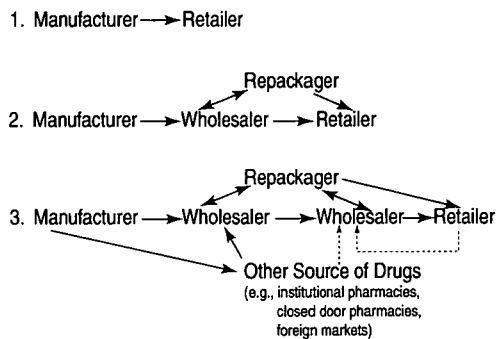 1. Manufacturer Retailer
Repackager
2. Manufacturer Wholesaler Retailer
Repackager
3. Manufacturer Wholesaler Wholesaler Retailer
Other Source of Drugs
(e.g., institutional pharmacies,
closed door pharmacies,
foreign markets)